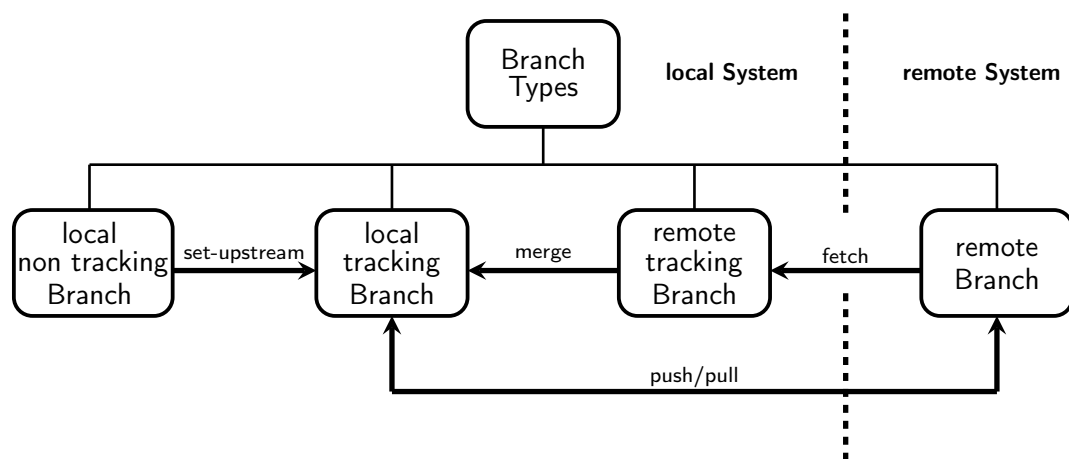 Branch
Types
local System
remote System
local
non tracking
Branch
set-upstream
local
tracking
Branch
merge
remote
tracking
Branch
fetch
remote
Branch
push/pull